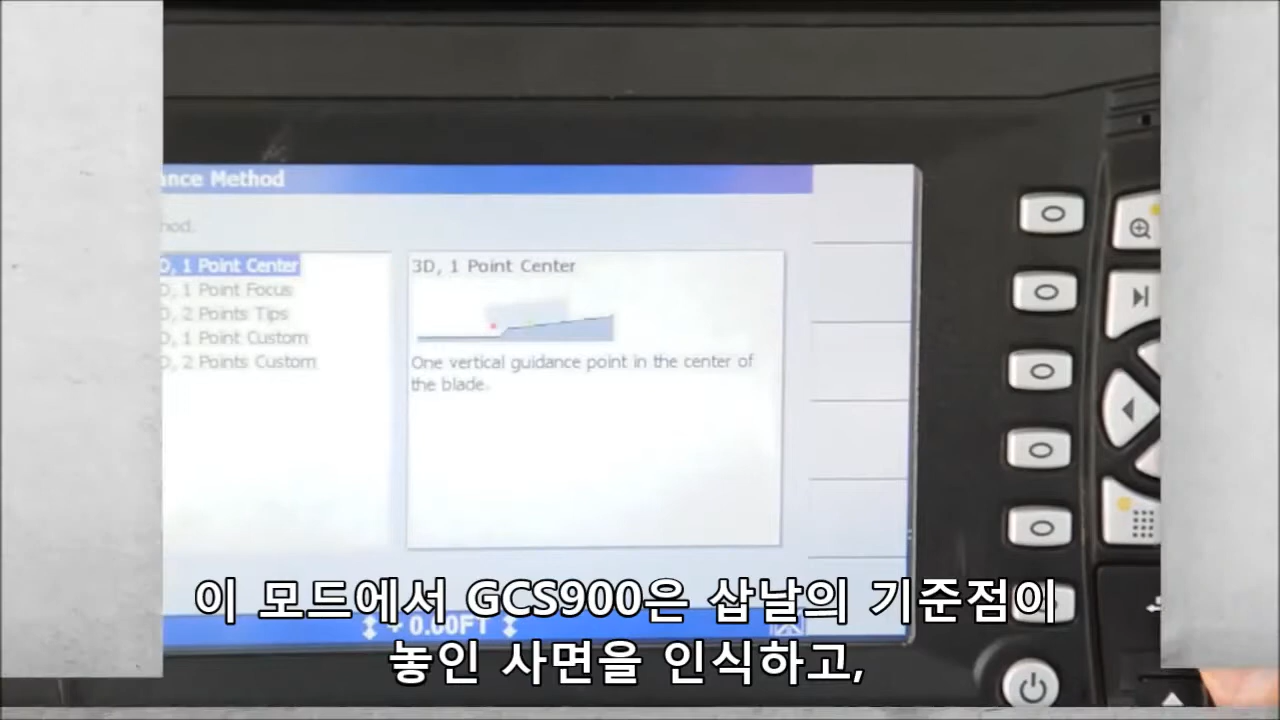 ance Method
hod.
D, 1 Point Center
D, 1 Point Focus
D, 2 Points Tips
D, 1 Point Custom
D, 2 Points Custom
3D, 1 Point Center
One vertical guidance point in the center of
the blade.
0.00FT
이 모드에서 GCS900은 삽날의 기준점이
놓인 사면을 인식하고,